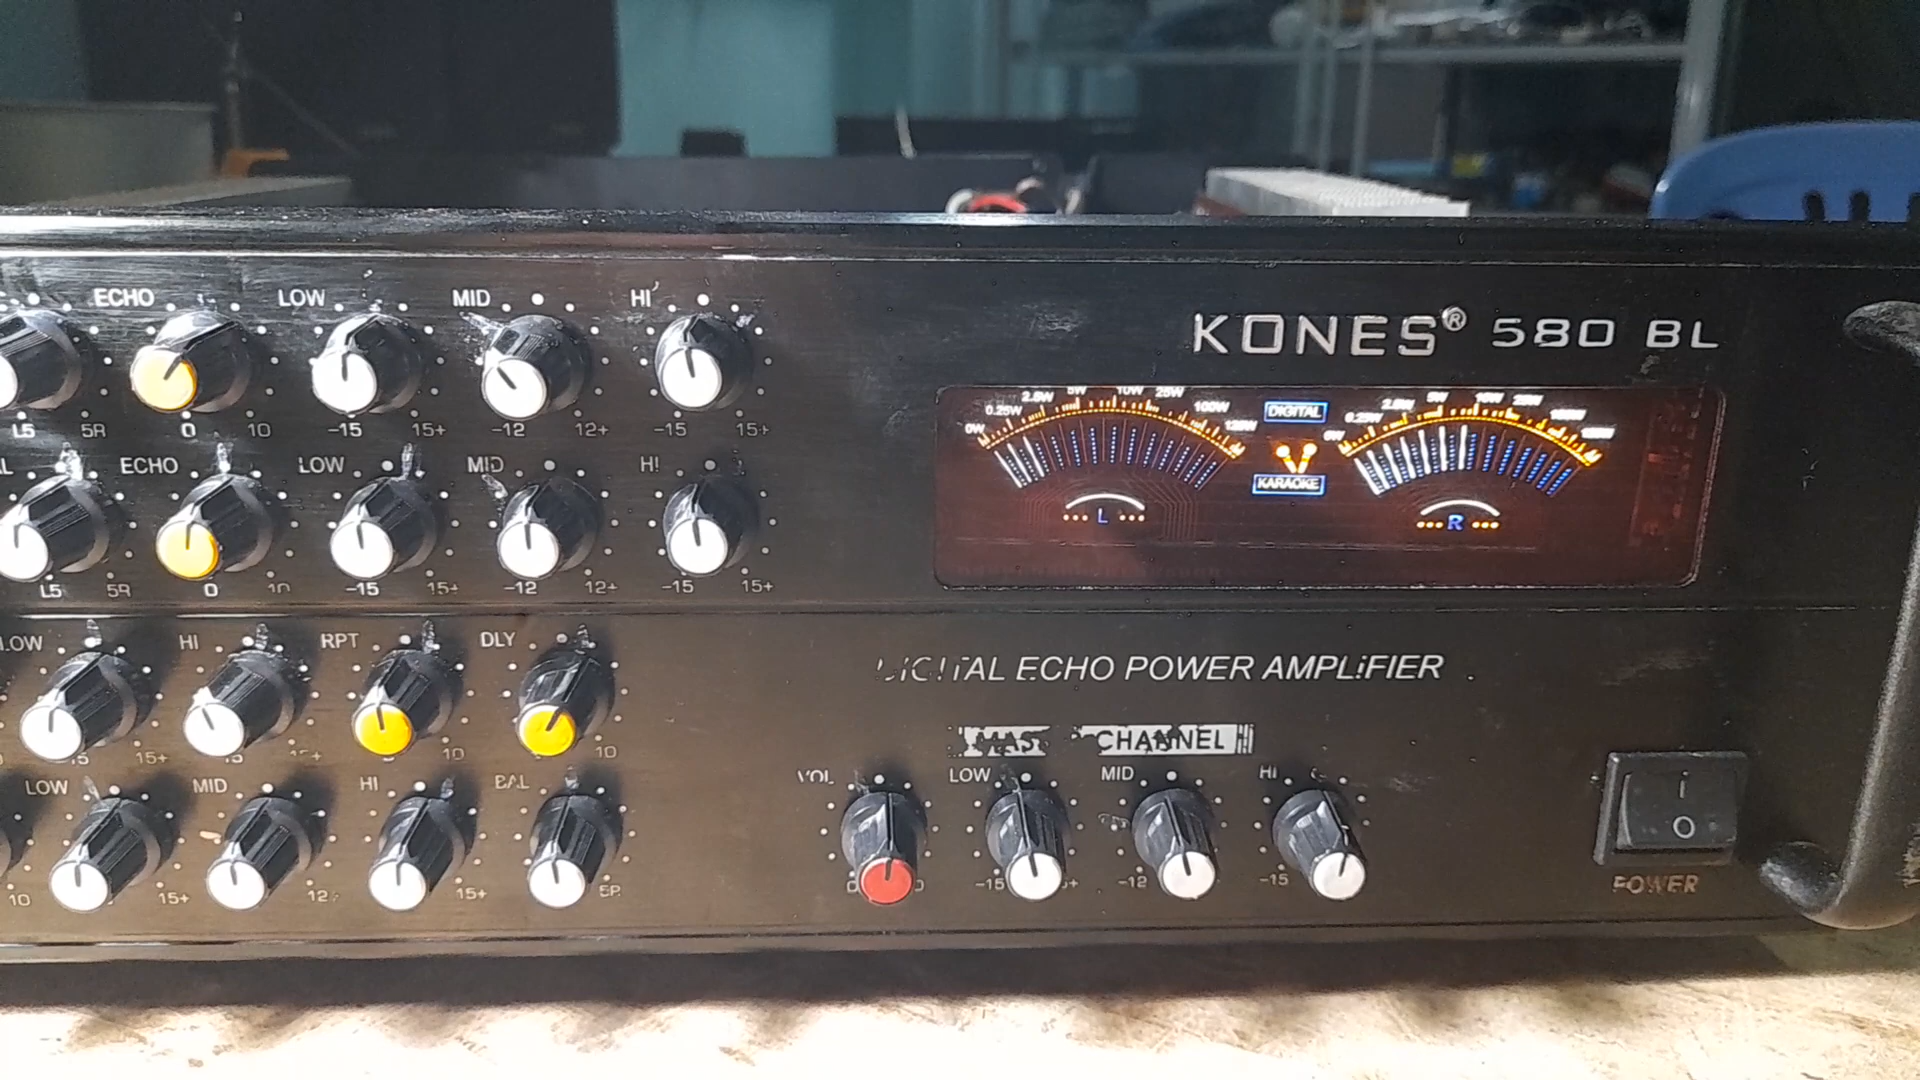 ECHO LOW MID HI
L5 5R 0 10 -15 15+ -12 12+ -15 15+
KONES® 580 BL
0W 0.25W 2.5W 5W 10W 25W 100W
DIGITAL
0W 0.25W 2.5W 5W 10W 25W
KARAOKE
L
R
ECHO LOW MID HI
L5 5R 0 10 -15 15+ -12 12+ -15 15+
LOW HI RPT DLY
15+ 10 10
DIGITAL ECHO POWER AMPLIFIER
CHANNEL
LOW MID HI BAL
10 15+ 12 15+ 5R
VOL LOW MID HI
-15 -12 -15
I
O
POWER